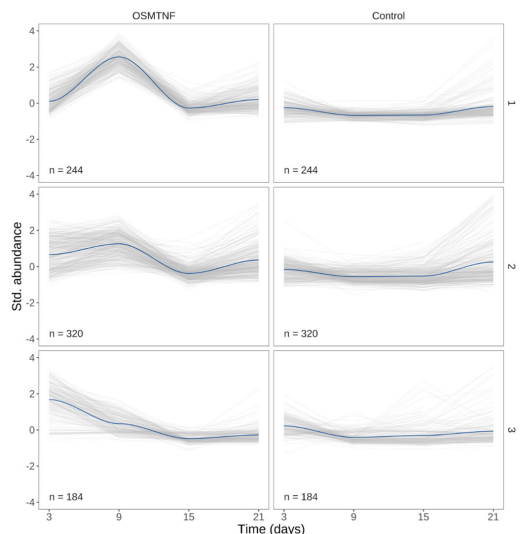 OSMTNF Control
4
2
0
-2
-4
n = 244 n = 244
1
4
2
0
-2
-4
n = 320 n = 320
2
Std. abundance
4
2
0
-2
-4
n = 184 n = 184
3
3 9 15 21 3 9 15 21
Time (days)